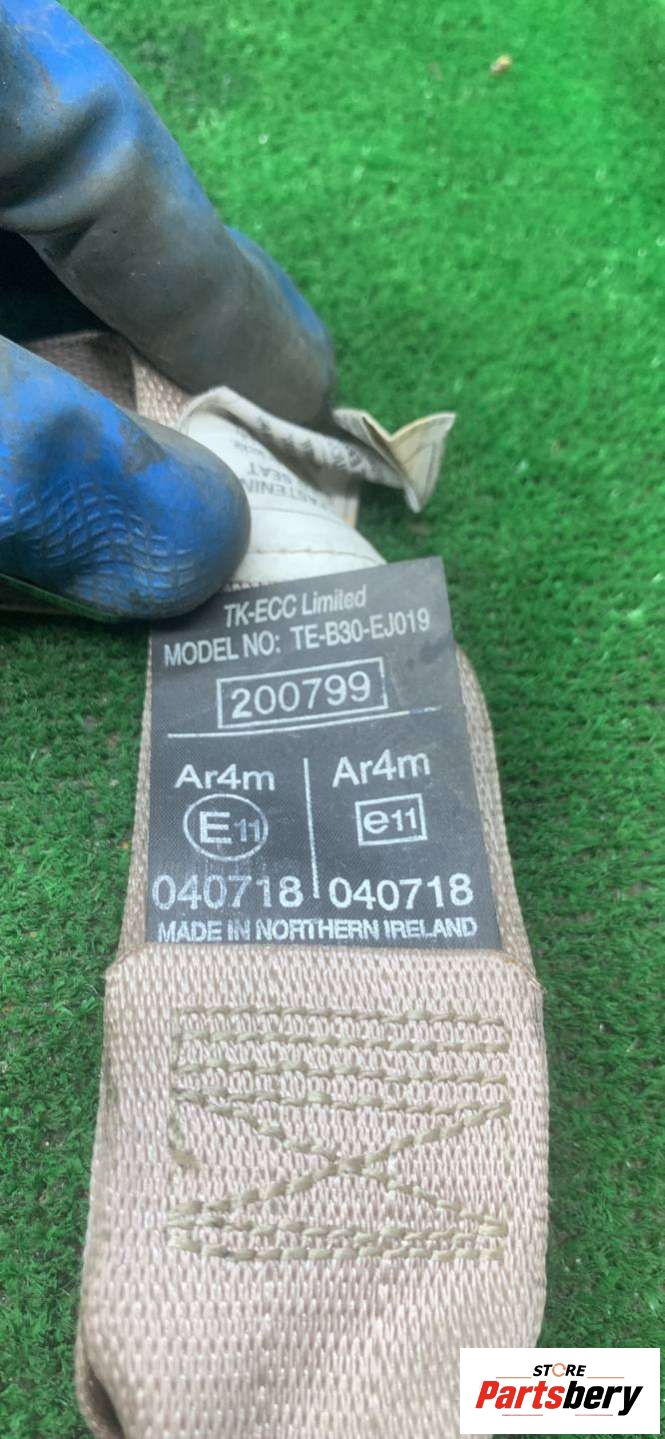 SEAT
TK-ECC Limited
MODEL NO: TE-B30-EJ019
200799
Ar4m
E11
040718
Ar4m
e11
040718
MADE IN NORTHERN IRELAND
STORE
Partsbery